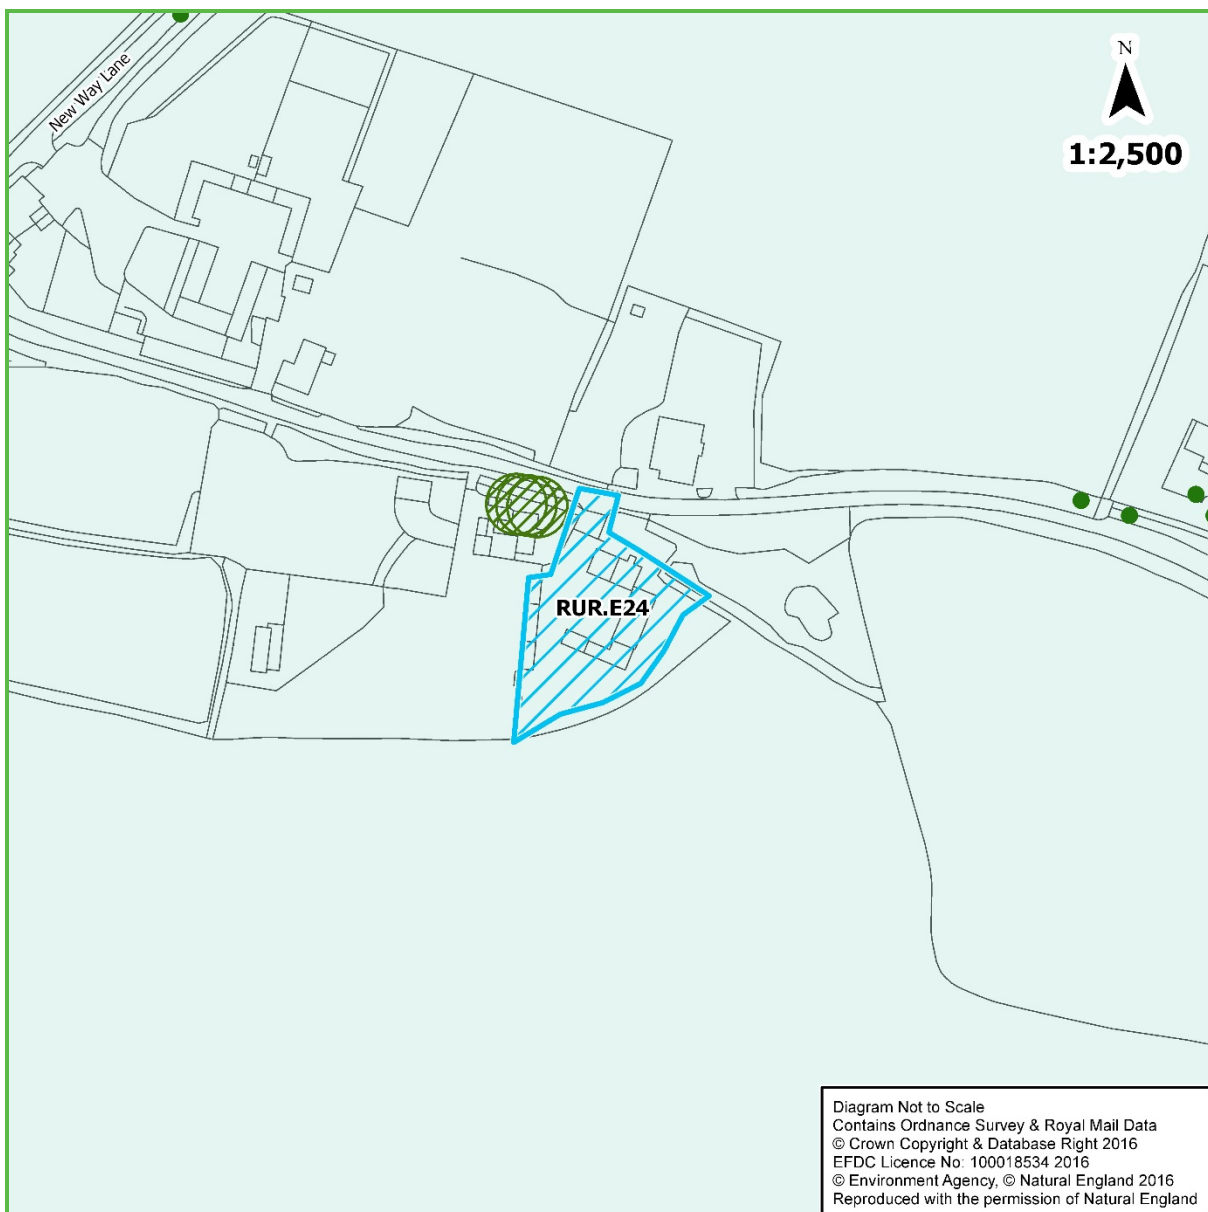 New Way Lane
N
1:2,500
RUR.E24
Diagram Not to Scale
Contains Ordnance Survey & Royal Mail Data
© Crown Copyright & Database Right 2016
EFDC Licence No: 100018534 2016
© Environment Agency, © Natural England 2016
Reproduced with the permission of Natural England